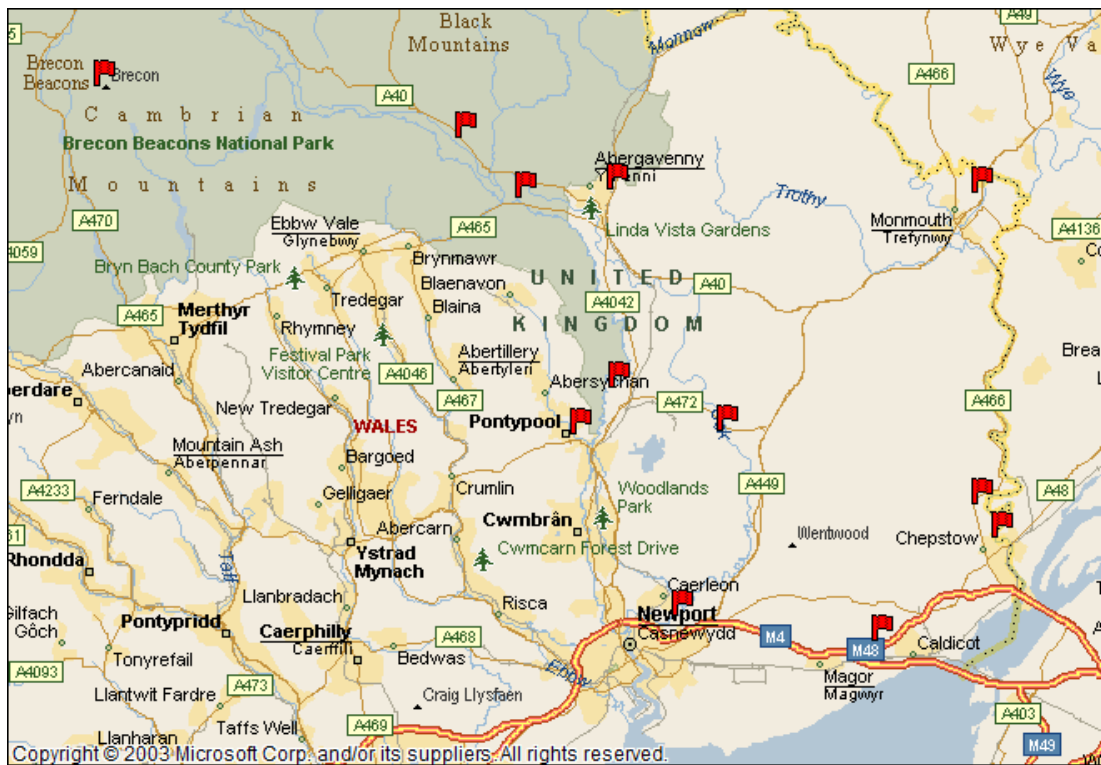 A49
Black
Mountains
Monnow
Wye Va
Brecon
Beacons
Brecon
A466
Wye
A40
Cambrian
Brecon Beacons National Park
Mountains
Abergavenny
Trothy
A470
Ebbw Vale
Glynebwy
A465
Linda Vista Gardens
Monmouth
Trefynwy
A4136
4059
Bryn Bach County Park
Brynmawr
UNITED
Blaenavon
A40
Tredegar
A4042
A465
Merthyr
Tydfil
Rhymney
Blaina
KINGDOM
Festival Park
Visitor Centre
Abertillery
Abertyleri
Abercanaid
A4046
Abersychan
Brea
erdare
yn
New Tredegar
A467
A472
A466
WALES
Pontypool
Mountain Ash
Aberpennar
Bargoed
A4233
Ferndale
Gelligaer
Crumlin
Woodlands
Park
A449
A48
Abercarn
Cwmbrân
Wentwood
Chepstow
Rhondda
Taff
Ystrad
Mynach
Cwmcarn Forest Drive
Llanbradach
Caerleon
Gilfach
Gôch
Pontypridd
Risca
Newport
Casnewydd
Caerphilly
Caerffili
A468
M4
M48
Caldicot
Tonyrefail
Bedwas
Ebbw
A4093
Magor
Magwyr
Llantwit Fardre
A473
Craig Llysfaen
A403
Taffs Well
A469
Llanharan
M49
Copyright © 2003 Microsoft Corp. and/or its suppliers. All rights reserved.